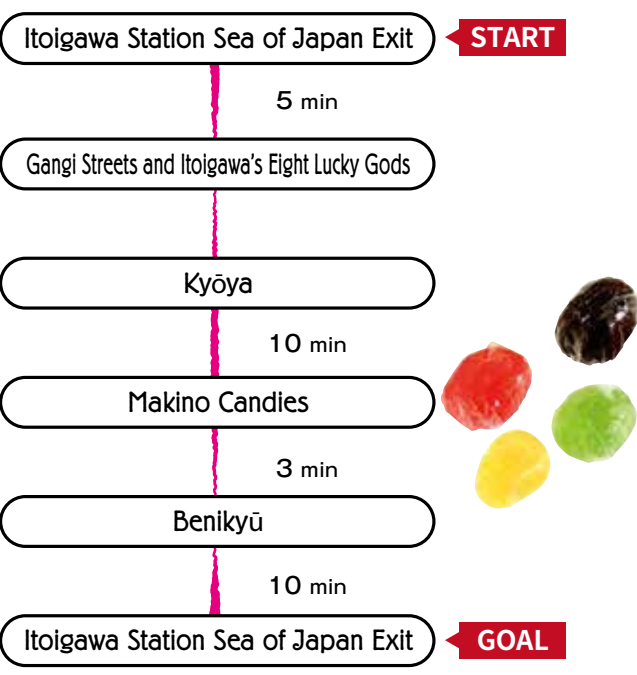 Itoigawa Station Sea of Japan Exit START
5 min
Gangi Streets and Itoigawa's Eight Lucky Gods
Kyōya
10 min
Makino Candies
3 min
Benikyū
10 min
Itoigawa Station Sea of Japan Exit GOAL